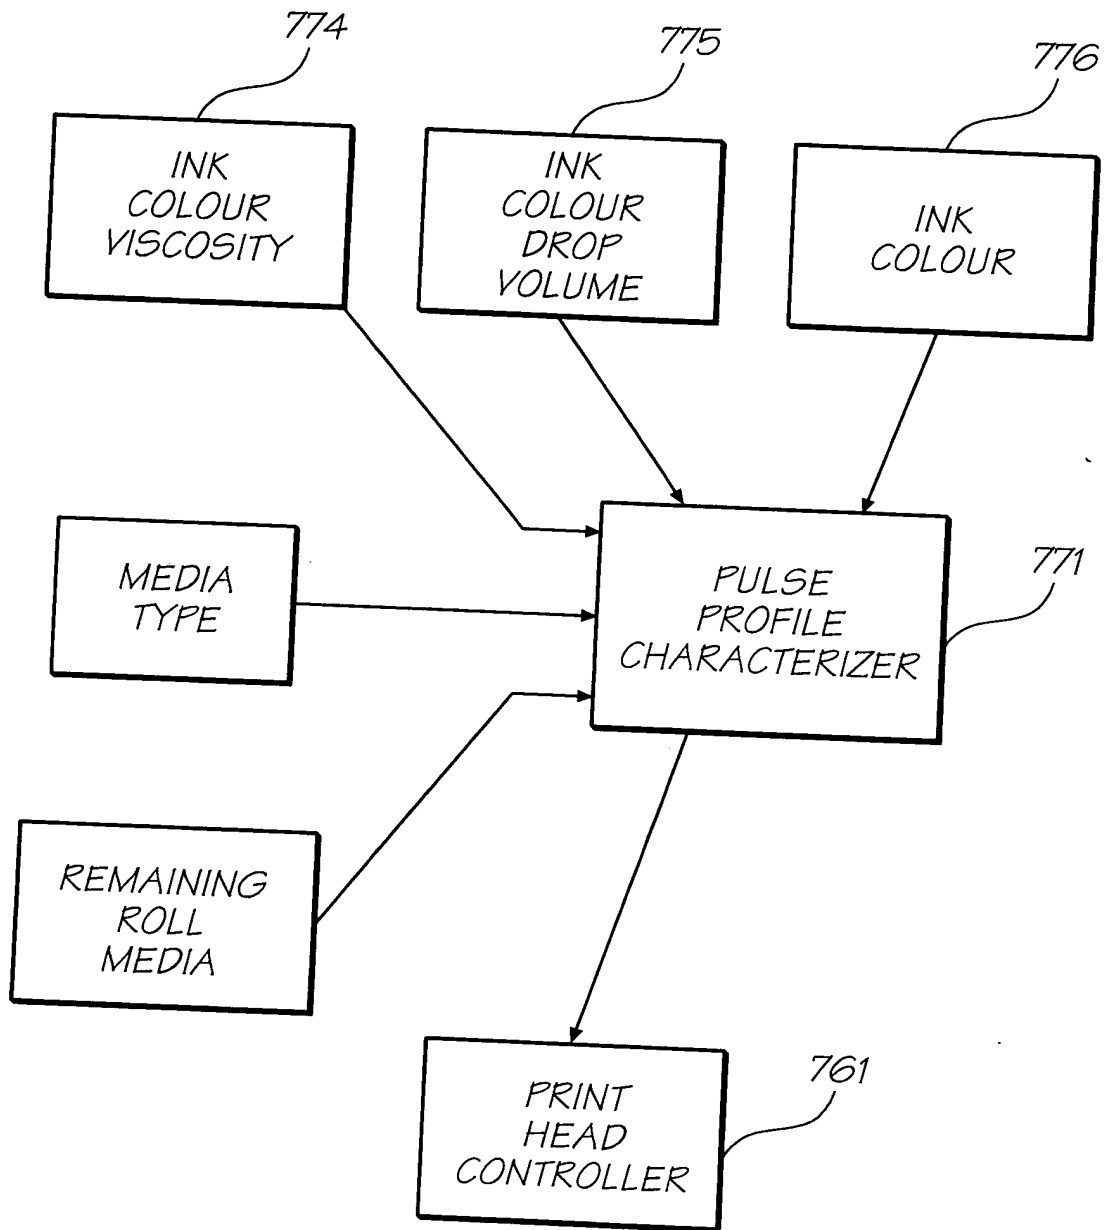 774
775
776
INK
COLOUR
VISCOSITY
INK
COLOUR
DROP
VOLUME
INK
COLOUR
MEDIA
TYPE
PULSE
PROFILE
CHARACTERIZER
771
REMAINING
ROLL
MEDIA
PRINT
HEAD
CONTROLLER
761